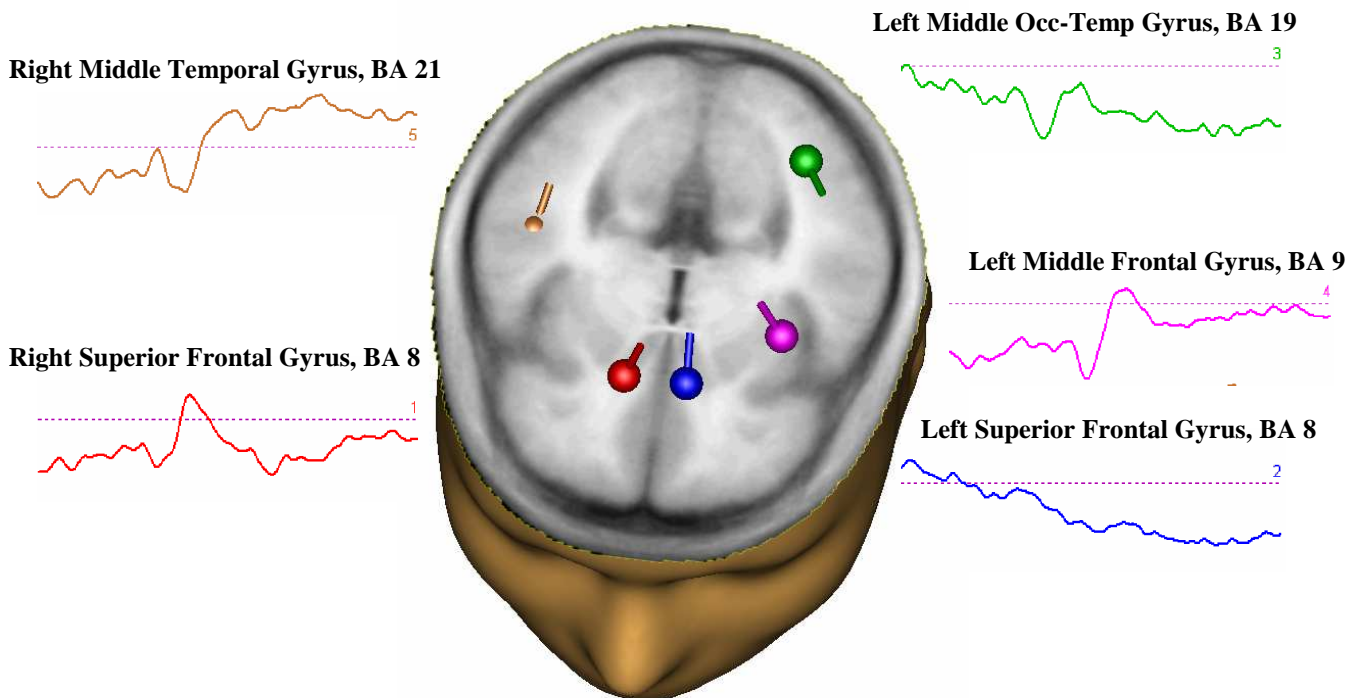 Left Middle Occ-Temp Gyrus, BA 19
3
Right Middle Temporal Gyrus, BA 21
5
Left Middle Frontal Gyrus, BA 9
4
Right Superior Frontal Gyrus, BA 8
1
Left Superior Frontal Gyrus, BA 8
2